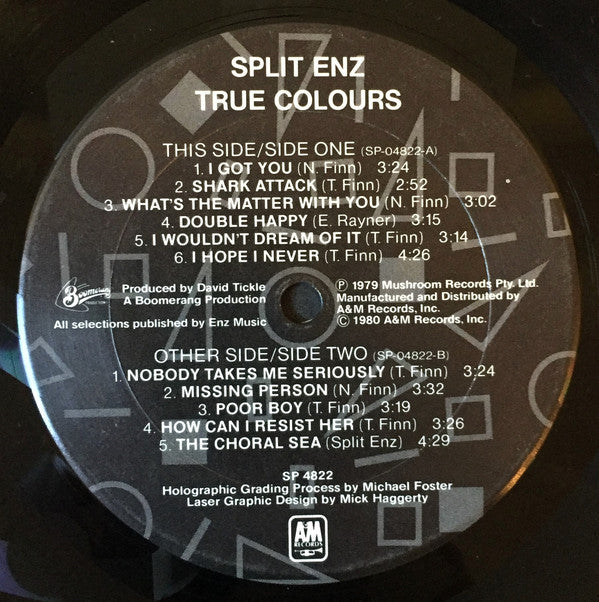 SPLIT ENZ
TRUE COLOURS
THIS SIDE/SIDE ONE (SP-04822-A)
1. I GOT YOU (N. Finn) 3:24
2. SHARK ATTACK (T. Finn) 2:52
3. WHAT'S THE MATTER WITH YOU (N. Finn) 3:02
4. DOUBLE HAPPY (E. Rayner) 3:15
5. I WOULDN'T DREAM OF IT (T. Finn) 3:14
6. I HOPE I NEVER (T. Finn) 4:26
Boomerang
Produced by David Tickle
A Boomerang Production
All selections published by Enz Music
Ⓟ 1979 Mushroom Records Pty. Ltd.
Manufactured and Distributed by
A&M Records, Inc.
© 1980 A&M Records, Inc.
OTHER SIDE/SIDE TWO (SP-04822-B)
1. NOBODY TAKES ME SERIOUSLY (T. Finn) 3:24
2. MISSING PERSON (N. Finn) 3:32
3. POOR BOY (T. Finn) 3:19
4. HOW CAN I RESIST HER (T. Finn) 3:26
5. THE CHORAL SEA (Split Enz) 4:29
SP 4822
Holographic Grading Process by Michael Foster
Laser Graphic Design by Mick Haggerty
A&M
RECORDS